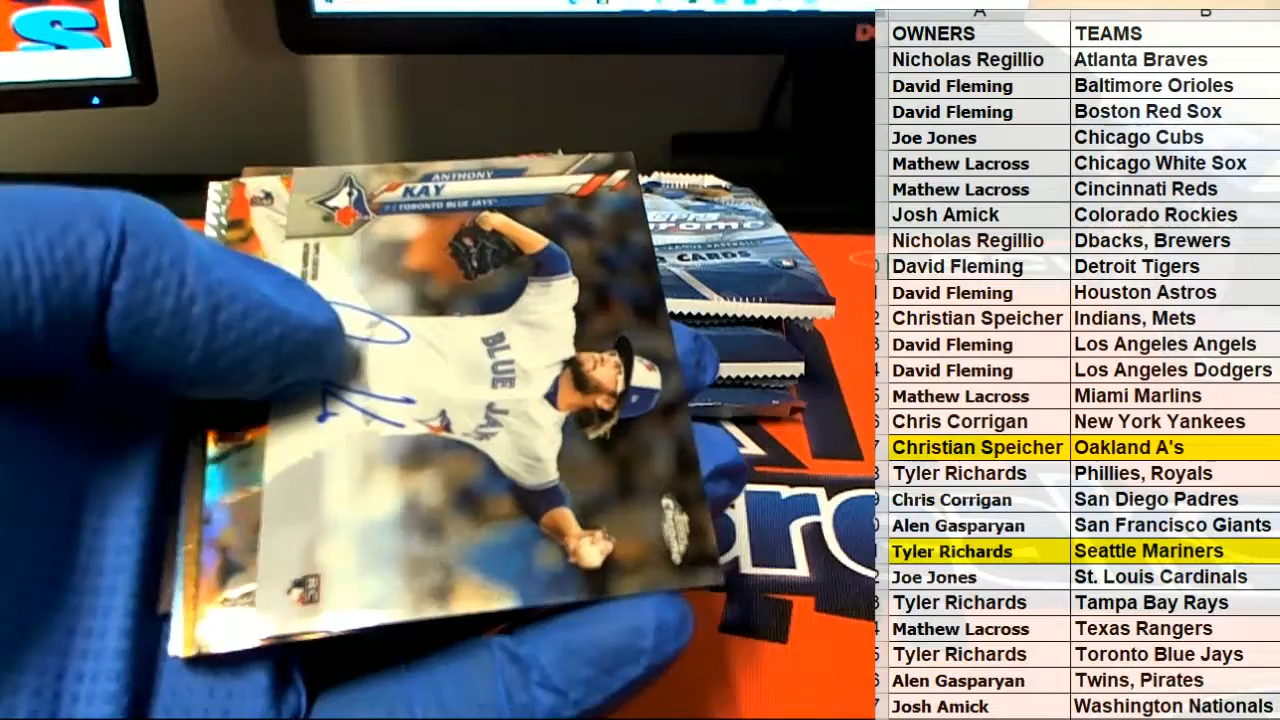 S
ANTHONY
KAY
TORONTO BLUE JAYS
BLUE JA
RC
CARDS
A B
OWNERS TEAMS
Nicholas Regillio Atlanta Braves
David Fleming Baltimore Orioles
David Fleming Boston Red Sox
Joe Jones Chicago Cubs
Mathew Lacross Chicago White Sox
Mathew Lacross Cincinnati Reds
Josh Amick Colorado Rockies
Nicholas Regillio Dbacks, Brewers
David Fleming Detroit Tigers
David Fleming Houston Astros
Christian Speicher Indians, Mets
David Fleming Los Angeles Angels
David Fleming Los Angeles Dodgers
Mathew Lacross Miami Marlins
Chris Corrigan New York Yankees
Christian Speicher Oakland A's
Tyler Richards Phillies, Royals
Chris Corrigan San Diego Padres
Alen Gasparyan San Francisco Giants
Tyler Richards Seattle Mariners
Joe Jones St. Louis Cardinals
Tyler Richards Tampa Bay Rays
Mathew Lacross Texas Rangers
Tyler Richards Toronto Blue Jays
Alen Gasparyan Twins, Pirates
Josh Amick Washington Nationals